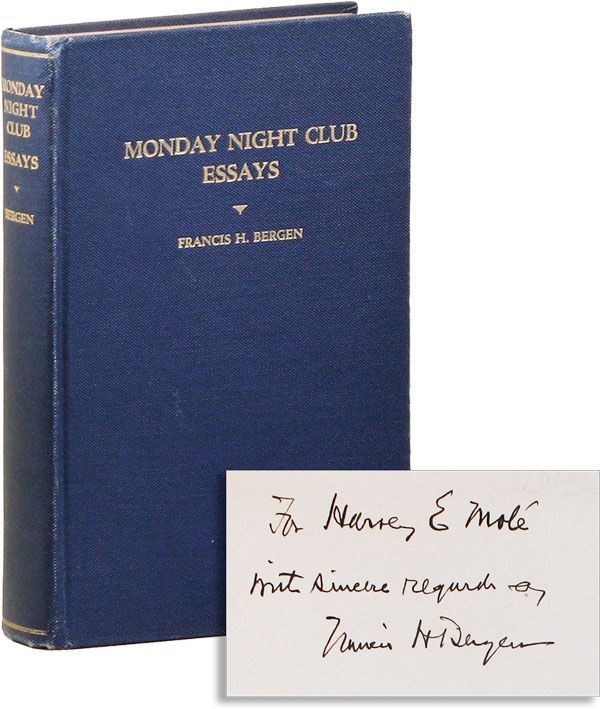 MONDAY
NIGHT
CLUB
ESSAYS
BERGEN
MONDAY NIGHT CLUB
ESSAYS
FRANCIS H. BERGEN
For Harvey E Molé
With sincere regards of
Francis H Bergen